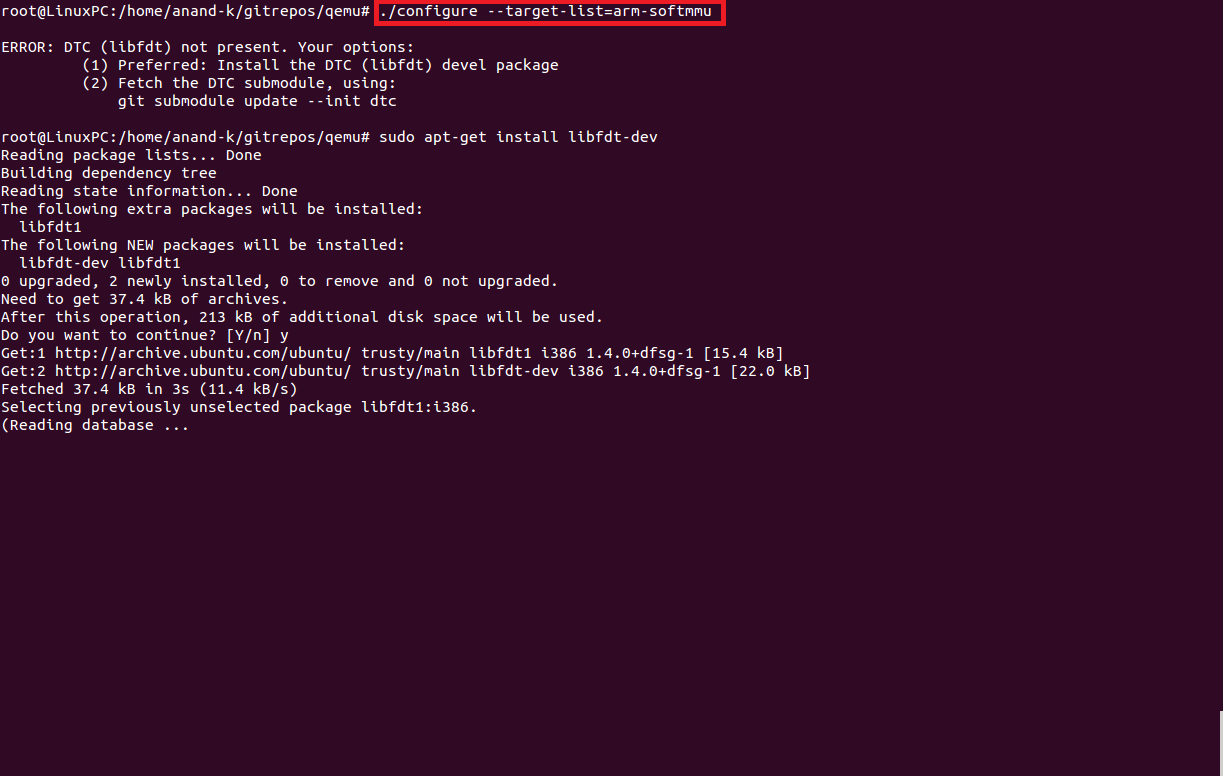 root@LinuxPC:/home/anand-k/gitrepos/qemu# ./configure --target-list=arm-softmmu
ERROR: DTC (libfdt) not present. Your options:
(1) Preferred: Install the DTC (libfdt) devel package
(2) Fetch the DTC submodule, using:
git submodule update --init dtc
root@LinuxPC:/home/anand-k/gitrepos/qemu# sudo apt-get install libfdt-dev
Reading package lists... Done
Building dependency tree
Reading state information... Done
The following extra packages will be installed:
libfdt1
The following NEW packages will be installed:
libfdt-dev libfdt1
0 upgraded, 2 newly installed, 0 to remove and 0 not upgraded.
Need to get 37.4 kB of archives.
After this operation, 213 kB of additional disk space will be used.
Do you want to continue? [Y/n] y
Get:1 http://archive.ubuntu.com/ubuntu/ trusty/main libfdt1 i386 1.4.0+dfsg-1 [15.4 kB]
Get:2 http://archive.ubuntu.com/ubuntu/ trusty/main libfdt-dev i386 1.4.0+dfsg-1 [22.0 kB]
Fetched 37.4 kB in 3s (11.4 kB/s)
Selecting previously unselected package libfdt1:i386.
(Reading database ...